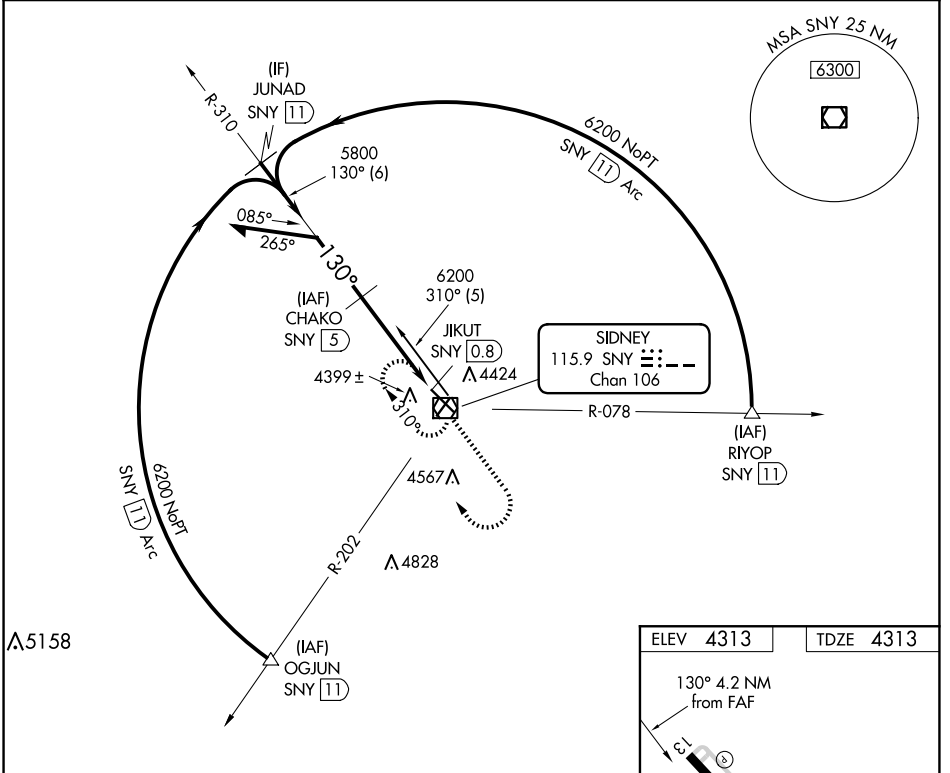 MSA SNY 25 NM
6300
(IF)
JUNAD
SNY 11
R-310
5800
130° (6)
6200 NoPT
SNY 11 Arc
085°
265°
130°
(IAF)
CHAKO
SNY 5
6200
310° (5)
JIKUT
SNY 0.8
4399 ±
4424
310°
SIDNEY
115.9 SNY
Chan 106
R-078
(IAF)
RIYOP
SNY 11
4567
6200 NoPT
SNY 11 Arc
R-202
4828
5158
(IAF)
OGJUN
SNY 11
ELEV 4313
TDZE 4313
130° 4.2 NM
from FAF
13
P